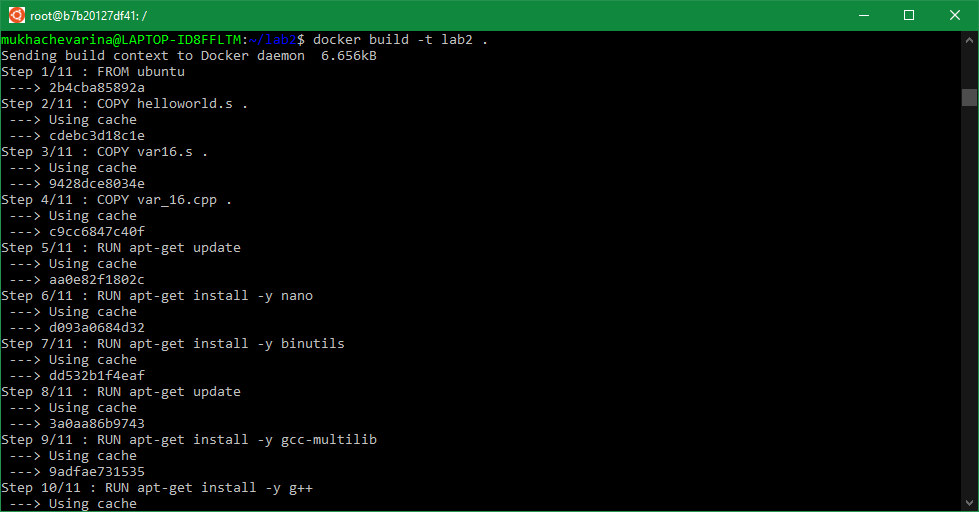 root@b7b20127df41: /
mukhachevarina@LAPTOP-ID8FFLTM:~/lab2$ docker build -t lab2 .
Sending build context to Docker daemon  6.656kB
Step 1/11 : FROM ubuntu
 ---> 2b4cba85892a
Step 2/11 : COPY helloworld.s .
 ---> Using cache
 ---> cdebc3d18c1e
Step 3/11 : COPY var16.s .
 ---> Using cache
 ---> 9428dce8034e
Step 4/11 : COPY var_16.cpp .
 ---> Using cache
 ---> c9cc6847c40f
Step 5/11 : RUN apt-get update
 ---> Using cache
 ---> aa0e82f1802c
Step 6/11 : RUN apt-get install -y nano
 ---> Using cache
 ---> d093a0684d32
Step 7/11 : RUN apt-get install -y binutils
 ---> Using cache
 ---> dd532b1f4eaf
Step 8/11 : RUN apt-get update
 ---> Using cache
 ---> 3a0aa86b9743
Step 9/11 : RUN apt-get install -y gcc-multilib
 ---> Using cache
 ---> 9adfae731535
Step 10/11 : RUN apt-get install -y g++
 ---> Using cache